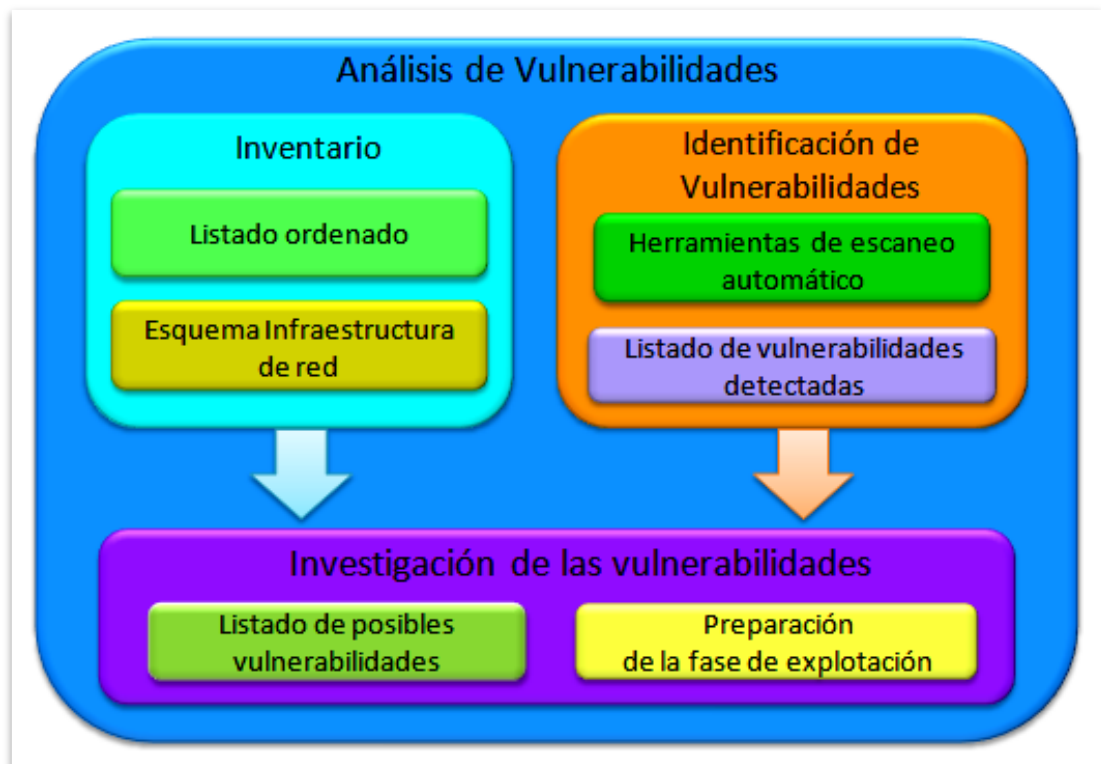 Análisis de Vulnerabilidades
Inventario
Listado ordenado
Esquema Infraestructura
de red
Identificación de
Vulnerabilidades
Herramientas de escaneo
automático
Listado de vulnerabilidades
detectadas
Investigación de las vulnerabilidades
Listado de posibles
vulnerabilidades
Preparación
de la fase de explotación